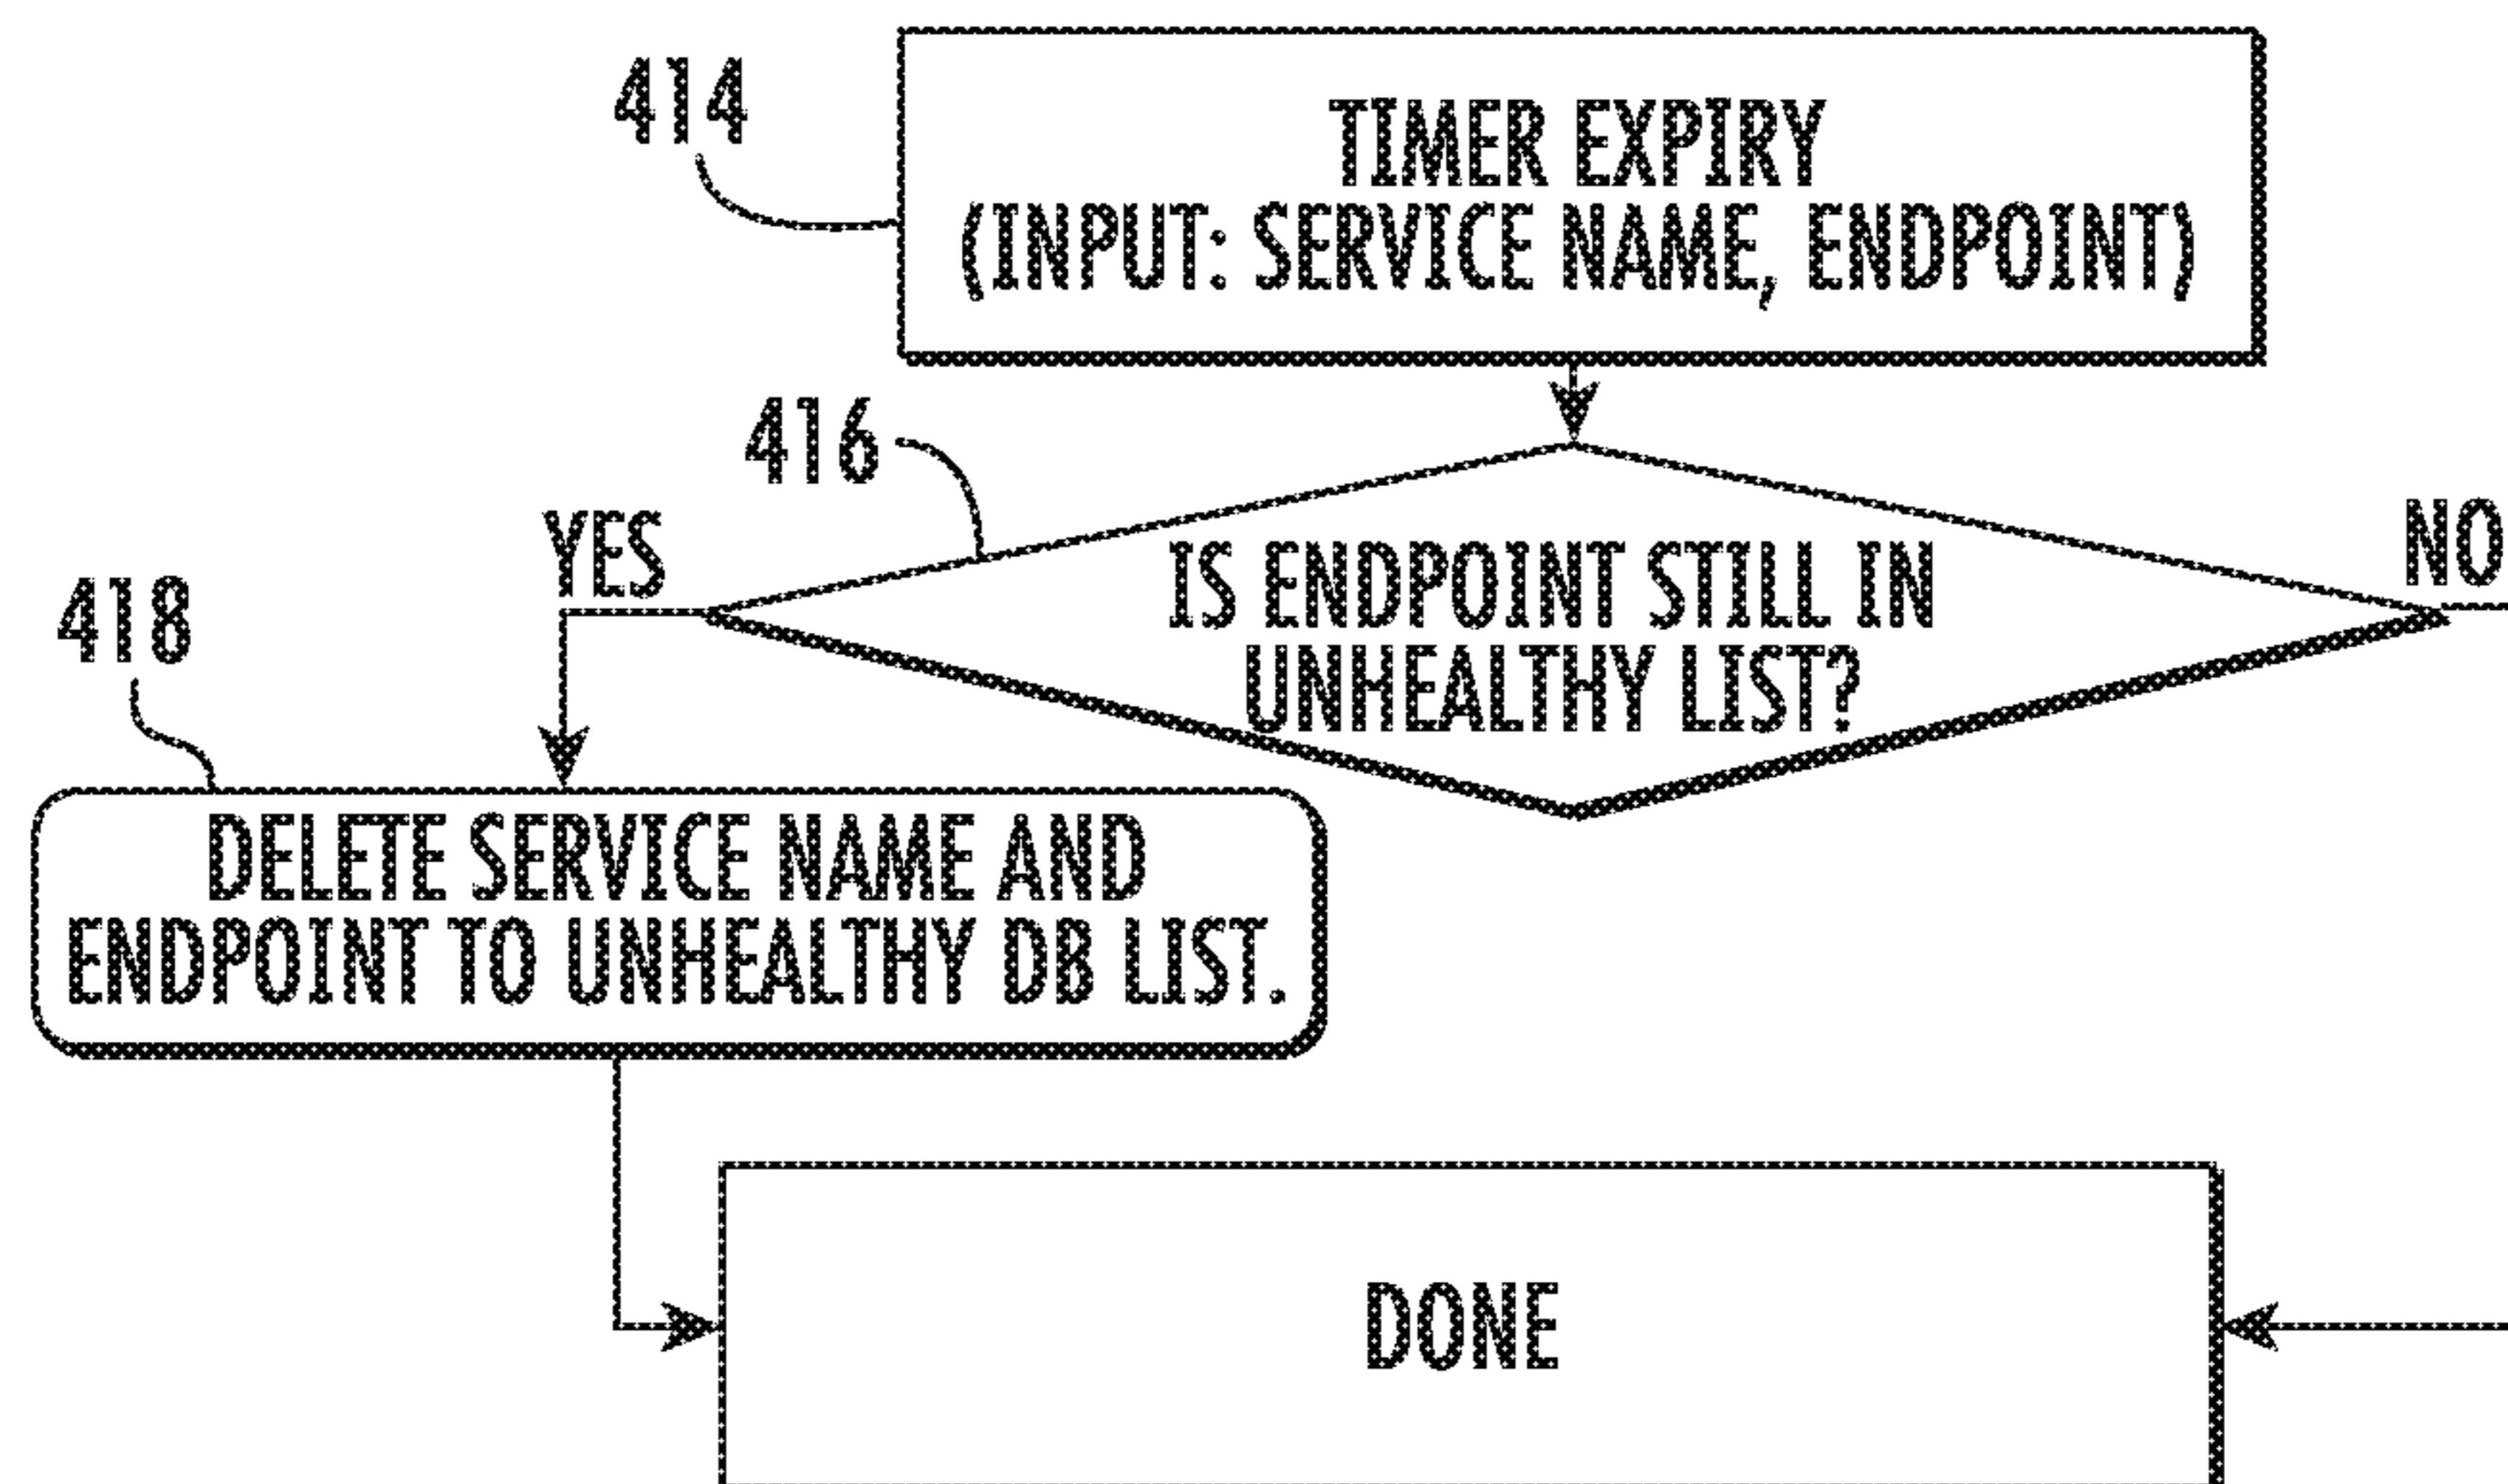 414
TIMER EXPIRY
(INPUT: SERVICE NAME, ENDPOINT)
416
YES
NO
IS ENDPOINT STILL IN
UNHEALTHY LIST?
418
DELETE SERVICE NAME AND
ENDPOINT TO UNHEALTHY DB LIST.
DONE